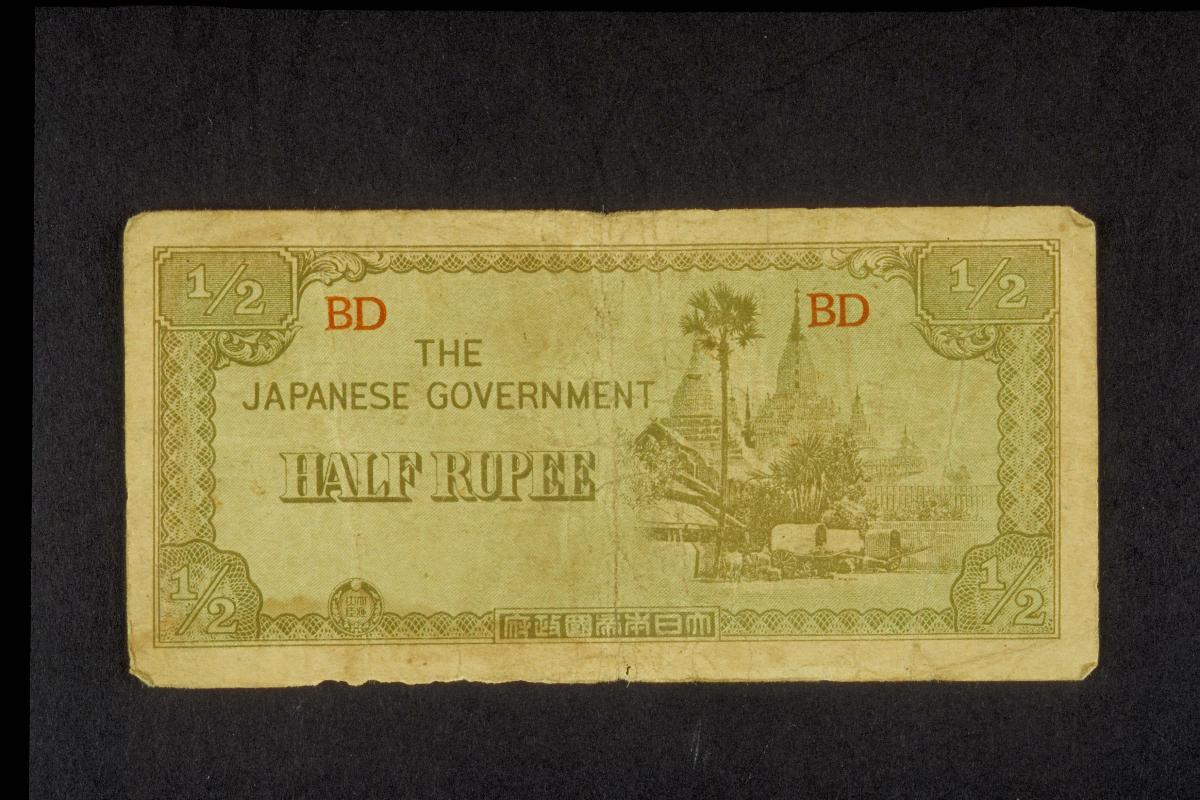 1/2
1/2
BD
BD
THE
JAPANESE GOVERNMENT
HALF RUPEE
1/2
1/2
府政國帝本日大